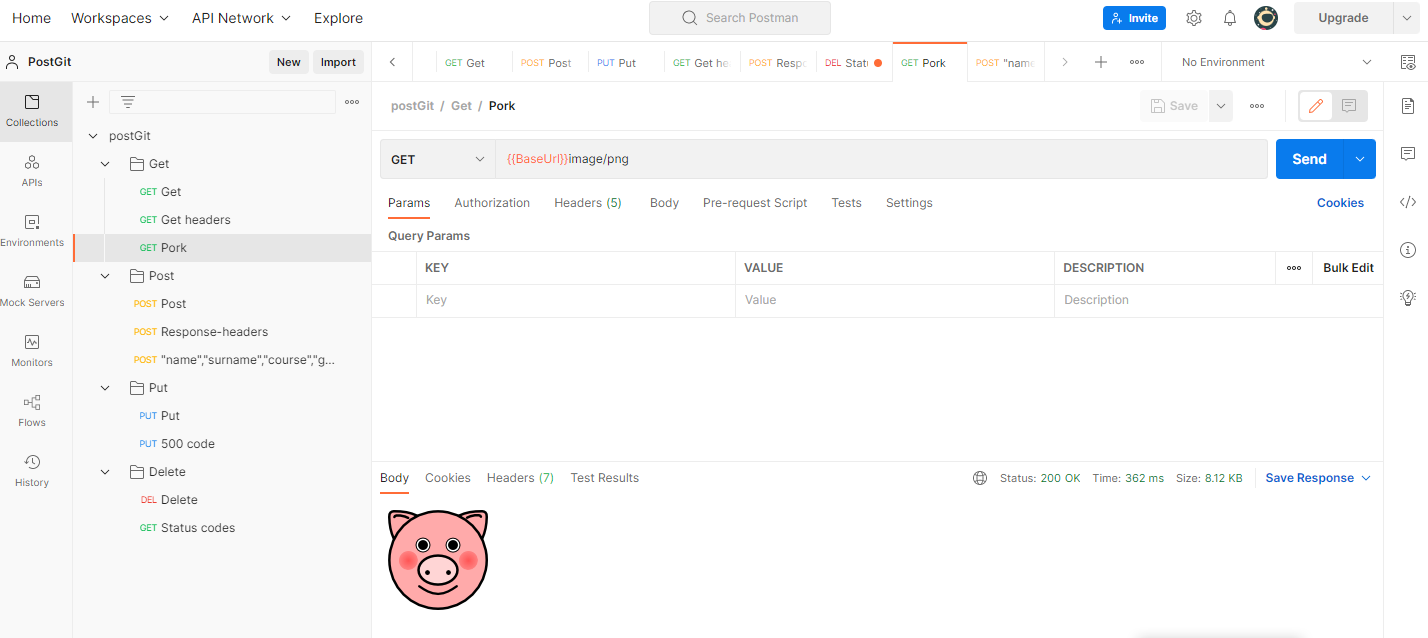 Home Workspaces API Network Explore Search Postman Invite Upgrade
PostGit New Import
GET Get POST Post PUT Put GET Get he POST Respo DEL Statu GET Pork POST "name No Environment
Collections
APIs
Environments
Mock Servers
Monitors
Flows
History
postGit
Get
GET Get
GET Get headers
GET Pork
Post
POST Post
POST Response-headers
POST "name","surname","course","g...
Put
PUT Put
PUT 500 code
Delete
DEL Delete
GET Status codes
postGit / Get / Pork Save
GET {{BaseUrl}}image/png Send
Params Authorization Headers (5) Body Pre-request Script Tests Settings Cookies
Query Params
KEY VALUE DESCRIPTION Bulk Edit
Key Value Description
Body Cookies Headers (7) Test Results Status: 200 OK Time: 362 ms Size: 8.12 KB Save Response